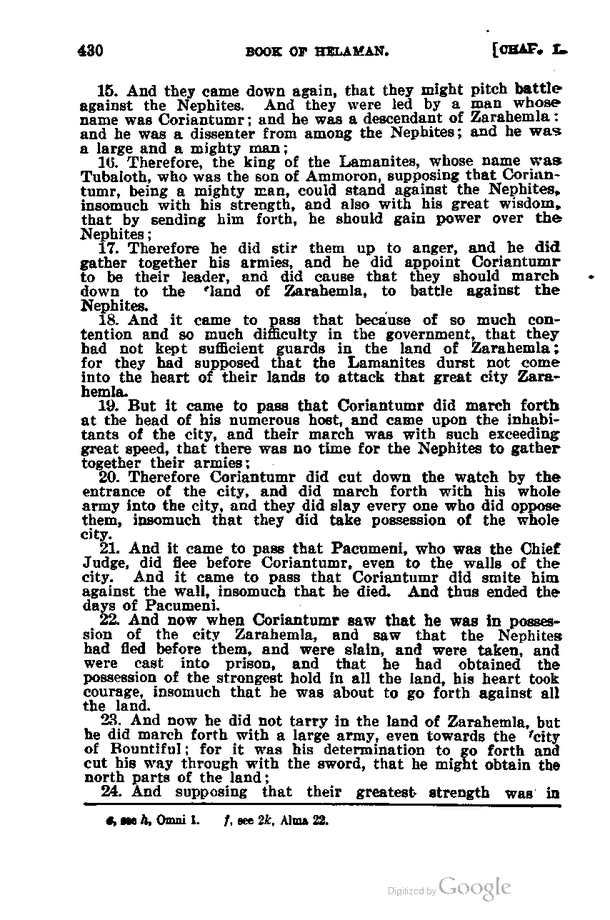 430 BOOK OF HELAMAN. [CHAP. I.
15. And they came down again, that they might pitch battle
against the Nephites. And they were led by a man whose
name was Coriantumr; and he was a descendant of Zarahemla:
and he was a dissenter from among the Nephites; and he was
a large and a mighty man;
16. Therefore, the king of the Lamanites, whose name was
Tubaloth, who was the son of Ammoron, supposing that Corian-
tumr, being a mighty man, could stand against the Nephites,
insomuch with his strength, and also with his great wisdom,
that by sending him forth, he should gain power over the
Nephites;
17. Therefore he did stir them up to anger, and he did
gather together his armies, and he did appoint Coriantumr
to be their leader, and did cause that they should march
down to the ᵉland of Zarahemla, to battle against the
Nephites.
18. And it came to pass that because of so much con-
tention and so much difficulty in the government, that they
had not kept sufficient guards in the land of Zarahemla;
for they had supposed that the Lamanites durst not come
into the heart of their lands to attack that great city Zara-
hemla.
19. But it came to pass that Coriantumr did march forth
at the head of his numerous host, and came upon the inhabi-
tants of the city, and their march was with such exceeding
great speed, that there was no time for the Nephites to gather
together their armies;
20. Therefore Coriantumr did cut down the watch by the
entrance of the city, and did march forth with his whole
army into the city, and they did slay every one who did oppose
them, insomuch that they did take possession of the whole
city.
21. And it came to pass that Pacumeni, who was the Chief
Judge, did flee before Coriantumr, even to the walls of the
city. And it came to pass that Coriantumr did smite him
against the wall, insomuch that he died. And thus ended the
days of Pacumeni.
22. And now when Coriantumr saw that he was in posses-
sion of the city Zarahemla, and saw that the Nephites
had fled before them, and were slain, and were taken, and
were cast into prison, and that he had obtained the
possession of the strongest hold in all the land, his heart took
courage, insomuch that he was about to go forth against all
the land.
23. And now he did not tarry in the land of Zarahemla, but
he did march forth with a large army, even towards the ᶠcity
of Bountiful; for it was his determination to go forth and
cut his way through with the sword, that he might obtain the
north parts of the land;
24. And supposing that their greatest strength was in
e, see h, Omni 1. f, see 2k, Alma 22.
Digitized by Google